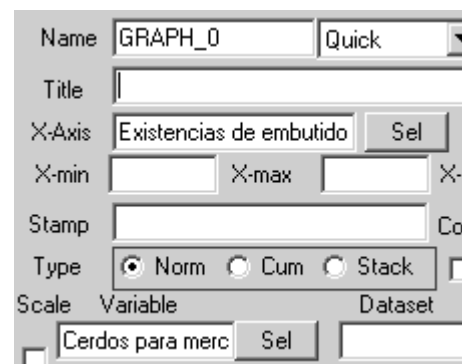 Name GRAPH_0 Quick
Title
X-Axis Existencias de embutido Sel
X-min X-max X-
Stamp Co
Type Norm Cum Stack
Scale Variable Dataset
Cerdos para merc Sel